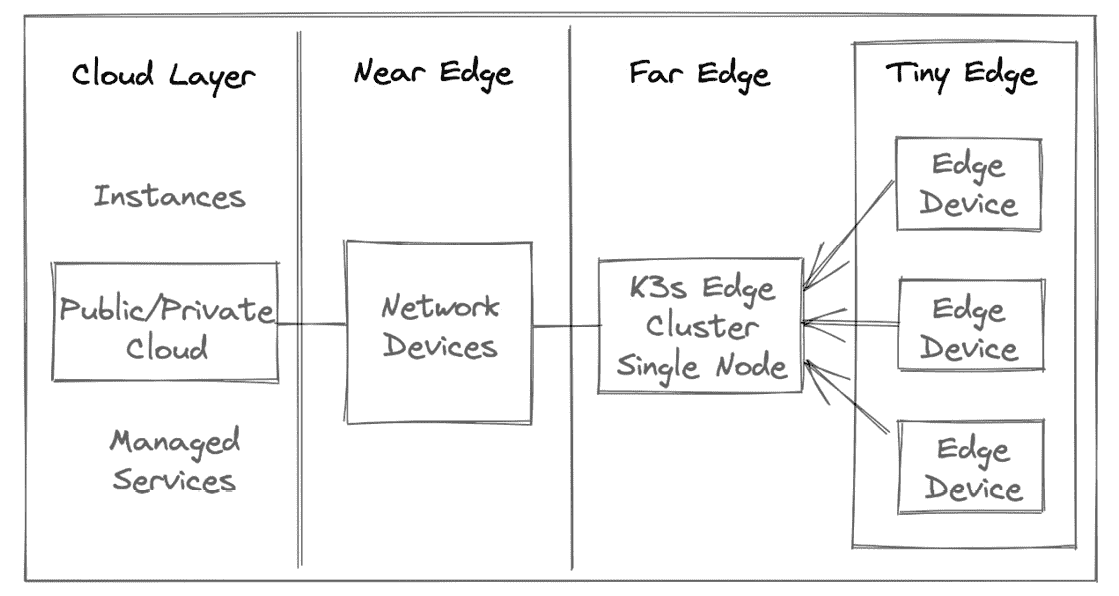 Cloud Layer
Near Edge
Far Edge
Tiny Edge
Instances
Public/Private
Cloud
Managed
Services
Network
Devices
K3s Edge
Cluster
Single Node
Edge
Device
Edge
Device
Edge
Device